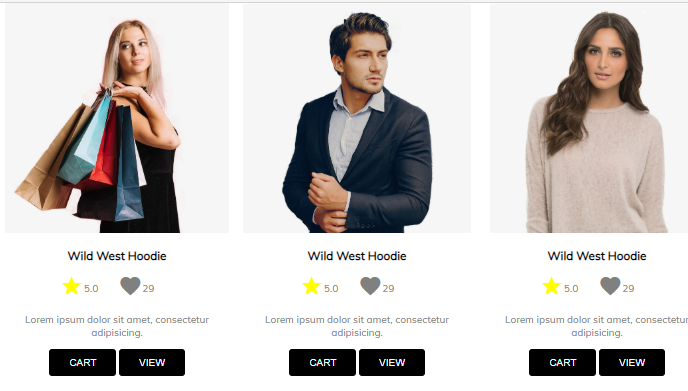 Wild West Hoodie
5.0 29
Lorem ipsum dolor sit amet, consectetur
adipisicing.
CART VIEW
Wild West Hoodie
5.0 29
Lorem ipsum dolor sit amet, consectetur
adipisicing.
CART VIEW
Wild West Hoodie
5.0 29
Lorem ipsum dolor sit amet, consectetur
adipisicing.
CART VIEW